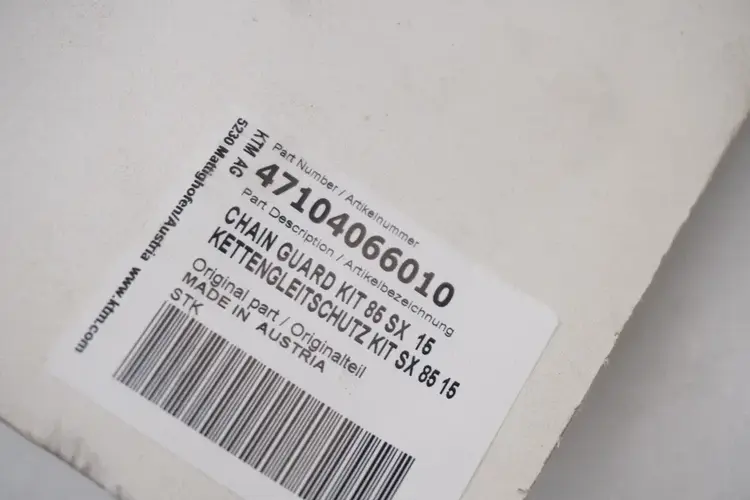 KTM AG
5230 Mattighofen/Austria www.ktm.com
Part Number / Artikelnummer
47104066010
Part Description / Artikelbezeichnung
CHAIN GUARD KIT 85 SX 15
KETTENGLEITSCHUTZ KIT SX 85 15
Original part / Originalteil
MADE IN AUSTRIA
STK